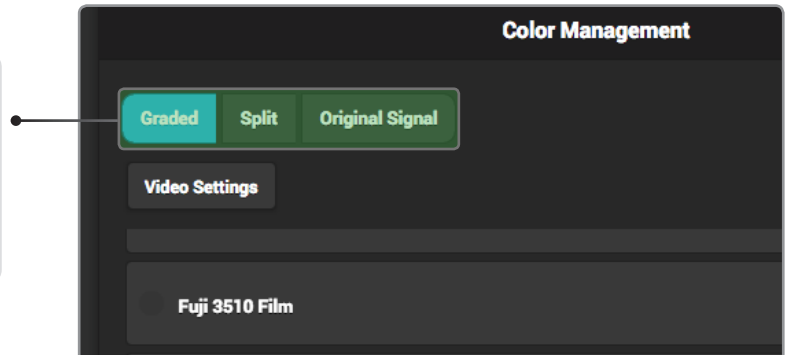 Color Management
Graded Split Original Signal
Video Settings
Fuji 3510 Film